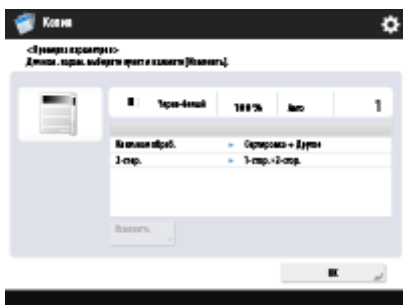 Копия
<Проверка параметров>
Для изм. парам. выберите пункт и нажмите [Изменить].
Черно-белый 100 % Авто 1
Конечная обраб. ► Сортировка + Другое
2-стор. ► 1-стор.►2-стор.
Изменить
OK